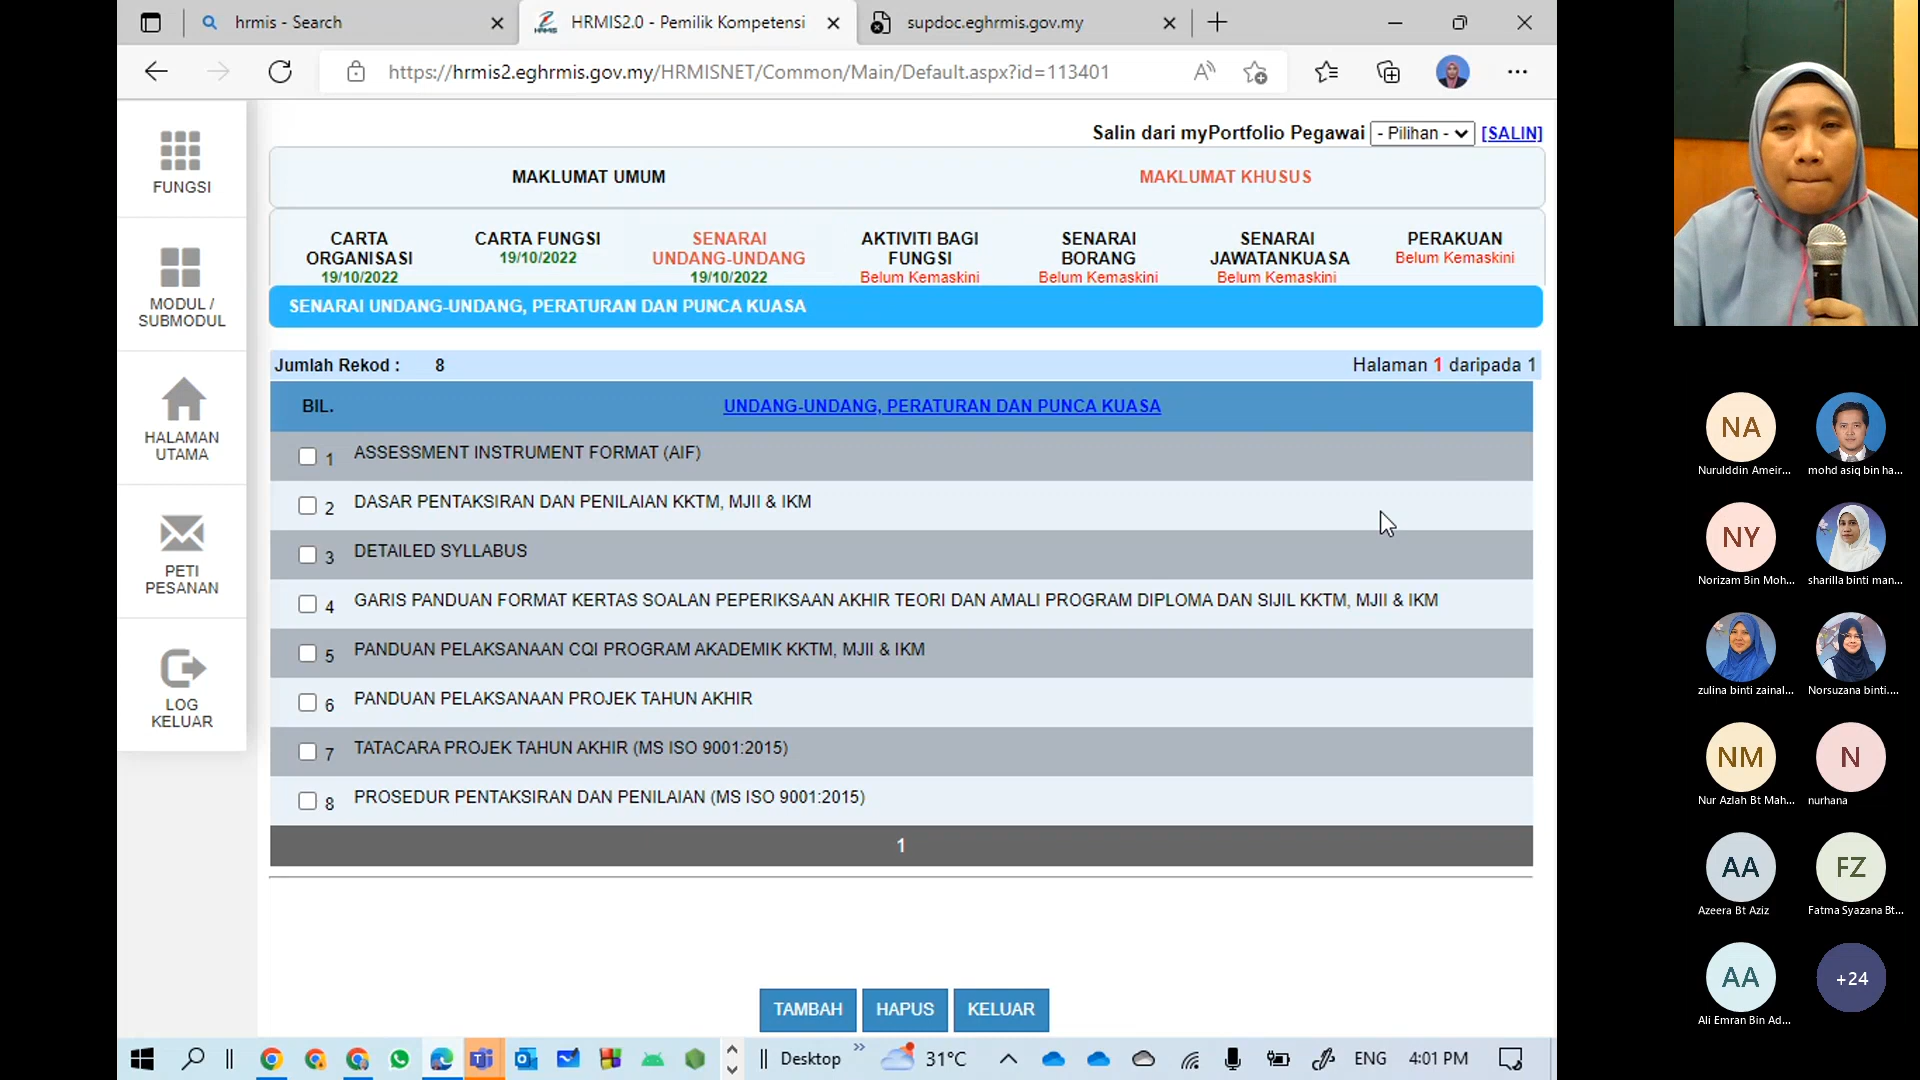 hrmis - Search
HRMIS2.0 - Pemilik Kompetensi
supdoc.eghrmis.gov.my
https://hrmis2.eghrmis.gov.my/HRMISNET/Common/Main/Default.aspx?id=113401
FUNGSI
MODUL /
SUBMODUL
HALAMAN
UTAMA
PETI
PESANAN
LOG
KELUAR
Salin dari myPortfolio Pegawai - Pilihan - [SALIN]
MAKLUMAT UMUM
MAKLUMAT KHUSUS
CARTA
ORGANISASI
19/10/2022
CARTA FUNGSI
19/10/2022
SENARAI
UNDANG-UNDANG
19/10/2022
AKTIVITI BAGI
FUNGSI
Belum Kemaskini
SENARAI
BORANG
Belum Kemaskini
SENARAI
JAWATANKUASA
Belum Kemaskini
PERAKUAN
Belum Kemaskini
SENARAI UNDANG-UNDANG, PERATURAN DAN PUNCA KUASA
Jumlah Rekod : 8
Halaman 1 daripada 1
BIL. UNDANG-UNDANG, PERATURAN DAN PUNCA KUASA
1 ASSESSMENT INSTRUMENT FORMAT (AIF)
2 DASAR PENTAKSIRAN DAN PENILAIAN KKTM, MJII & IKM
3 DETAILED SYLLABUS
4 GARIS PANDUAN FORMAT KERTAS SOALAN PEPERIKSAAN AKHIR TEORI DAN AMALI PROGRAM DIPLOMA DAN SIJIL KKTM, MJII & IKM
5 PANDUAN PELAKSANAAN CQI PROGRAM AKADEMIK KKTM, MJII & IKM
6 PANDUAN PELAKSANAAN PROJEK TAHUN AKHIR
7 TATACARA PROJEK TAHUN AKHIR (MS ISO 9001:2015)
8 PROSEDUR PENTAKSIRAN DAN PENILAIAN (MS ISO 9001:2015)
1
TAMBAH HAPUS KELUAR
Desktop 31°C ENG 4:01 PM
NA
Nurulddin Ameir...
mohd asiq bin ha...
NY
Norizam Bin Moh...
sharilla binti man...
zulina binti zainal...
Norsuzana binti....
NM
Nur Azlah Bt Mah...
N
nurhana
AA
Azeera Bt Aziz
FZ
Fatma Syazana Bt...
AA
Ali Emran Bin Ad...
+24